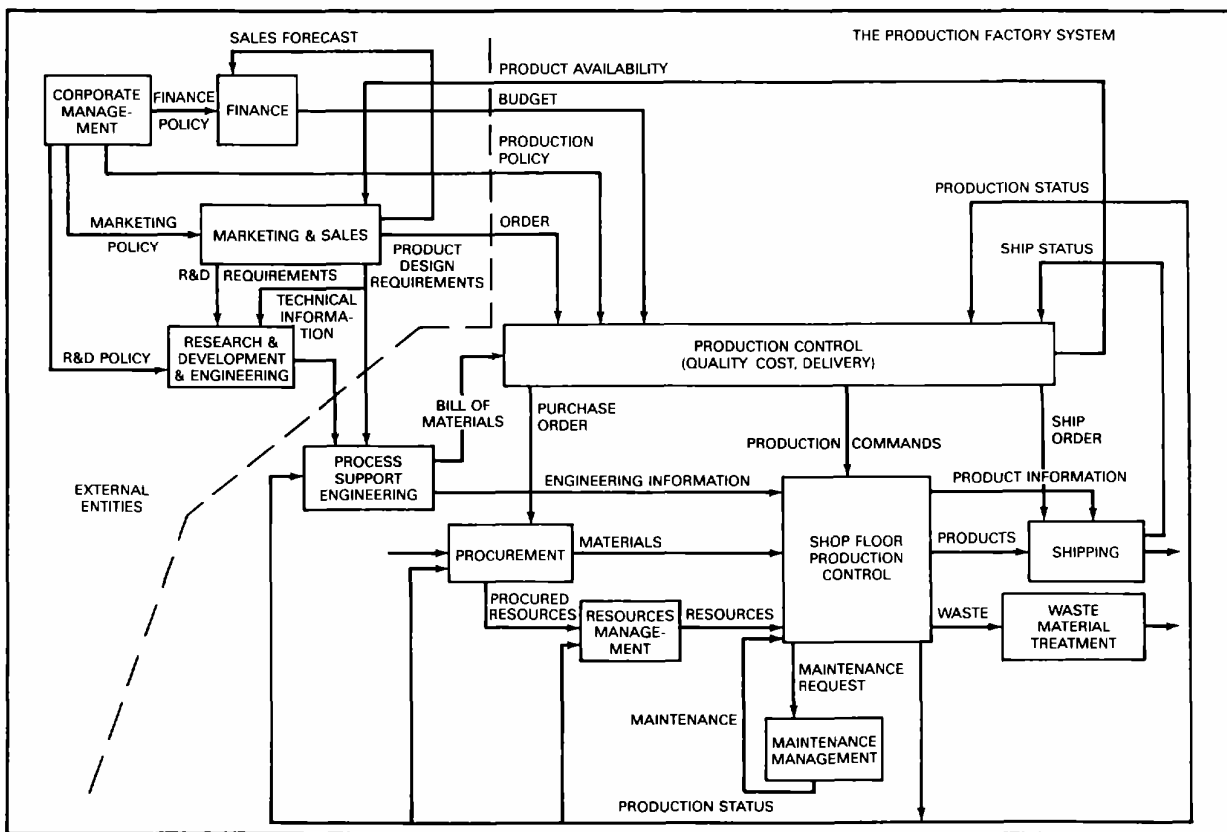 SALES FORECAST
THE PRODUCTION FACTORY SYSTEM
PRODUCT AVAILABILITY
CORPORATE
MANAGE-
MENT
FINANCE
POLICY
FINANCE
BUDGET
PRODUCTION
POLICY
PRODUCTION STATUS
MARKETING
POLICY
MARKETING & SALES
ORDER
SHIP STATUS
PRODUCT
DESIGN
REQUIREMENTS
R&D REQUIREMENTS
TECHNICAL
INFORMA-
TION
R&D POLICY
RESEARCH &
DEVELOPMENT
& ENGINEERING
PRODUCTION CONTROL
(QUALITY COST, DELIVERY)
BILL OF
MATERIALS
PURCHASE
ORDER
PRODUCTION COMMANDS
SHIP
ORDER
EXTERNAL
ENTITIES
PROCESS
SUPPORT
ENGINEERING
ENGINEERING INFORMATION
PRODUCT INFORMATION
PROCUREMENT
MATERIALS
SHOP FLOOR
PRODUCTION
CONTROL
PRODUCTS
SHIPPING
PROCURED
RESOURCES
RESOURCES
MANAGE-
MENT
RESOURCES
WASTE
WASTE
MATERIAL
TREATMENT
MAINTENANCE
REQUEST
MAINTENANCE
MAINTENANCE
MANAGEMENT
PRODUCTION STATUS